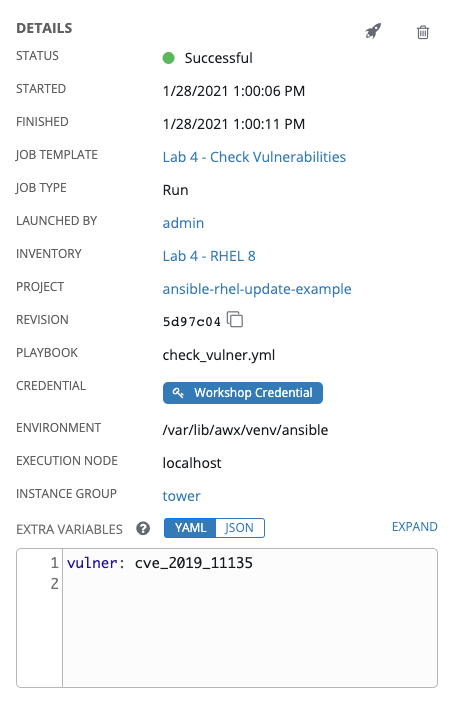 DETAILS
STATUS Successful
STARTED 1/28/2021 1:00:06 PM
FINISHED 1/28/2021 1:00:11 PM
JOB TEMPLATE Lab 4 - Check Vulnerabilities
JOB TYPE Run
LAUNCHED BY admin
INVENTORY Lab 4 - RHEL 8
PROJECT ansible-rhel-update-example
REVISION 5d97c04
PLAYBOOK check_vulner.yml
CREDENTIAL Workshop Credential
ENVIRONMENT /var/lib/awx/venv/ansible
EXECUTION NODE localhost
INSTANCE GROUP tower
EXTRA VARIABLES ? YAML JSON EXPAND
1 vulner: cve_2019_11135
2